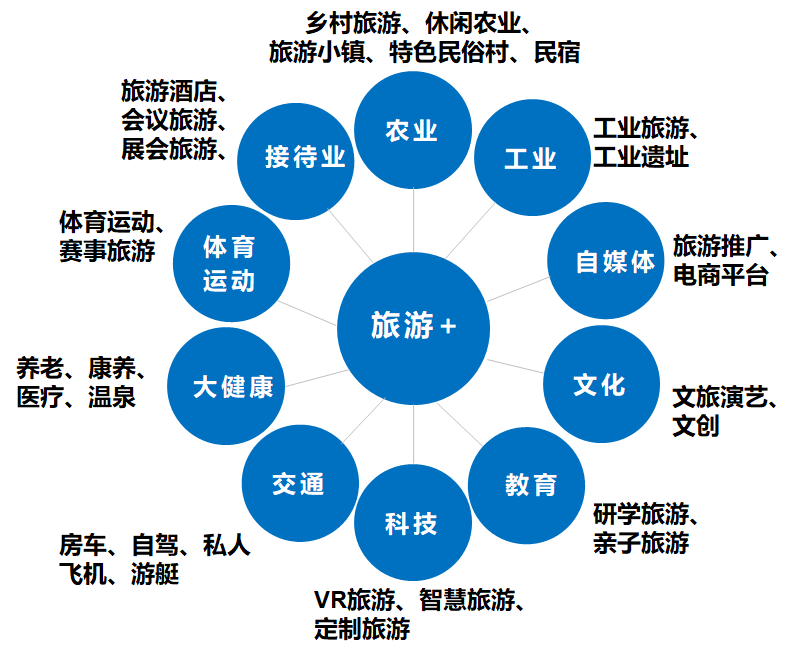 乡村旅游、休闲农业、
旅游小镇、特色民俗村、民宿
农业
工业
工业旅游、
工业遗址
自媒体
旅游推广、
电商平台
文化
文旅演艺、
文创
教育
研学旅游、
亲子旅游
科技
VR旅游、智慧旅游、
定制旅游
交通
房车、自驾、私人
飞机、游艇
大健康
养老、康养、
医疗、温泉
体育
运动
体育运动、
赛事旅游
接待业
旅游酒店、
会议旅游、
展会旅游、
旅游+